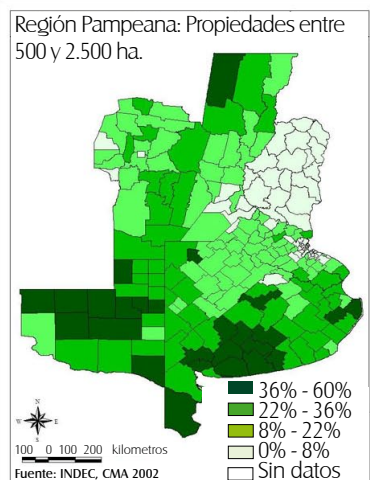 Región Pampeana: Propiedades entre
500 y 2.500 ha.
N
W E
S
100 0 100 200 kilometros
Fuente: INDEC, CMA 2002
36% - 60%
22% - 36%
8% - 22%
0% - 8%
Sin datos